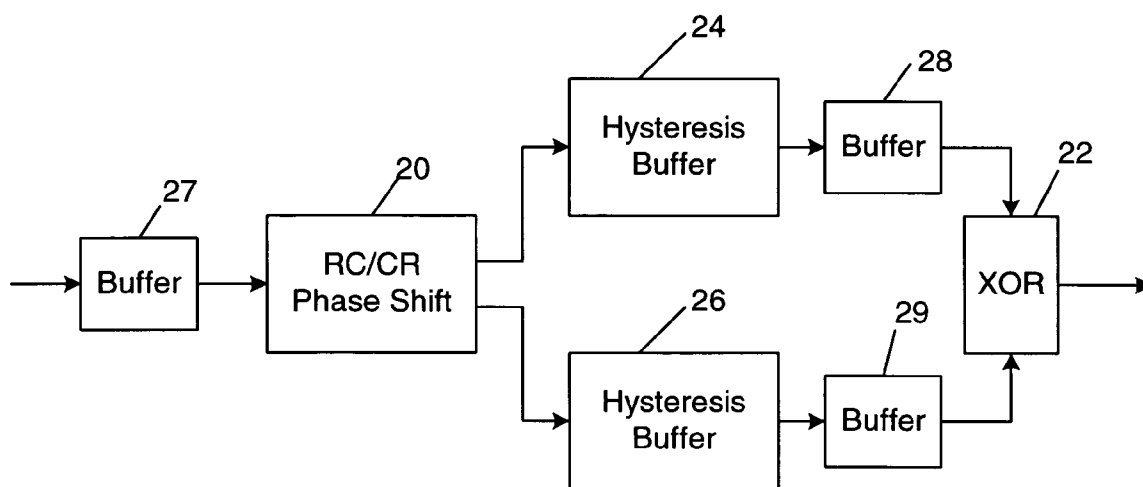 24
Hysteresis
Buffer
28
Buffer
20
RC/CR
Phase Shift
27
Buffer
22
XOR
26
Hysteresis
Buffer
29
Buffer